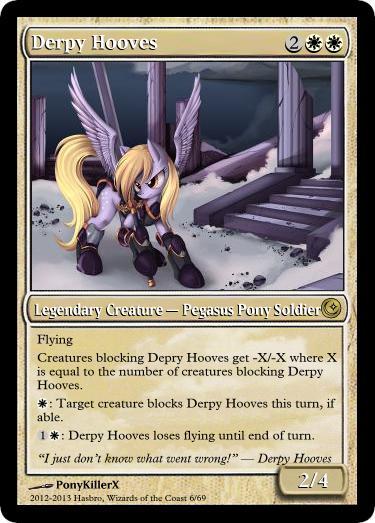 Derpy Hooves 2
Legendary Creature — Pegasus Pony Soldier
Flying
Creatures blocking Depry Hooves get -X/-X where X
is equal to the number of creatures blocking Derpy
Hooves.
: Target creature blocks Derpy Hooves this turn, if
able.
1 : Derpy Hooves loses flying until end of turn.
“I just don't know what went wrong!” — Derpy Hooves
2/4
PonyKillerX
2012-2013 Hasbro, Wizards of the Coast 6/69